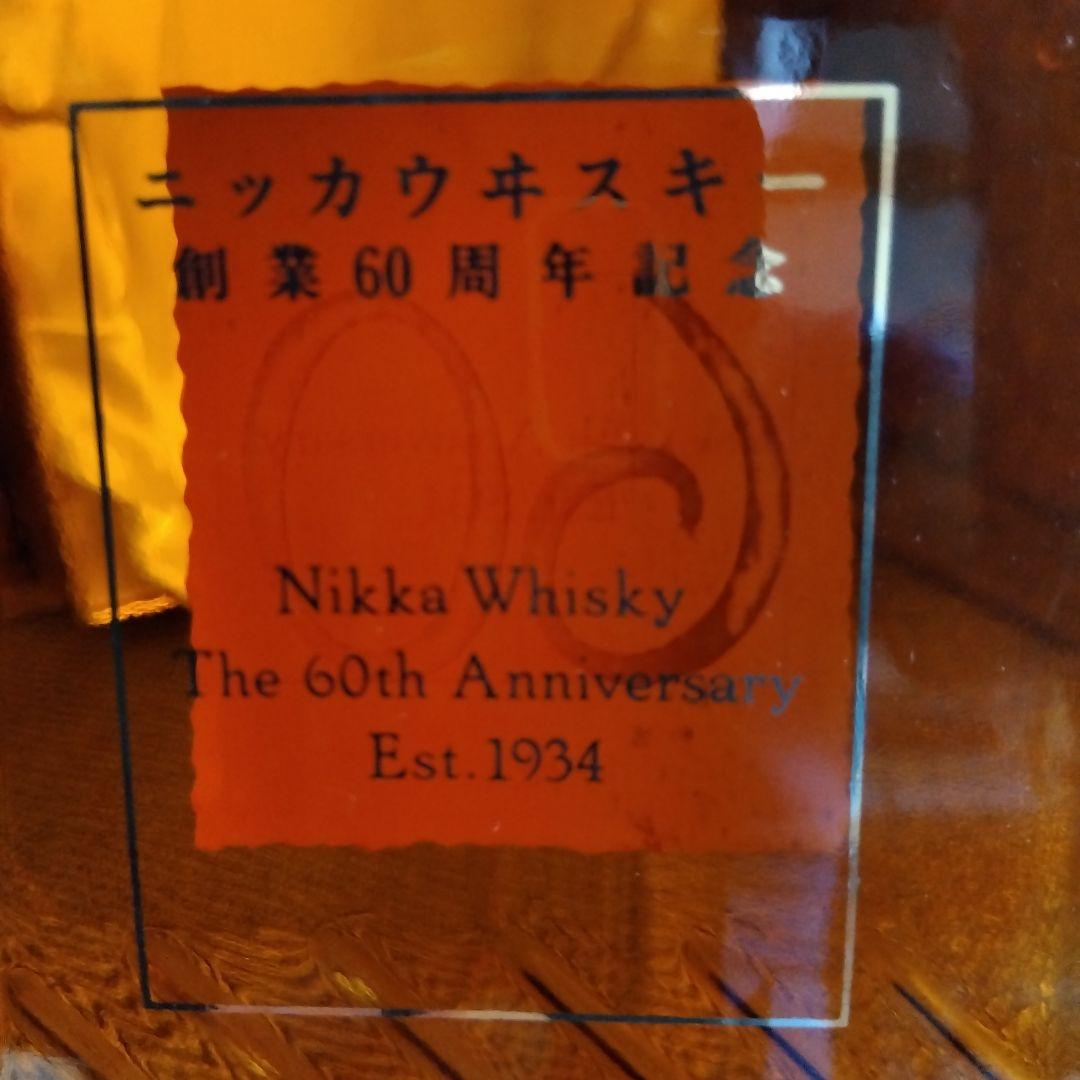 ニッカウヰスキー
創業60周年記念
Nikka Whisky
The 60th Anniversary
Est.1934